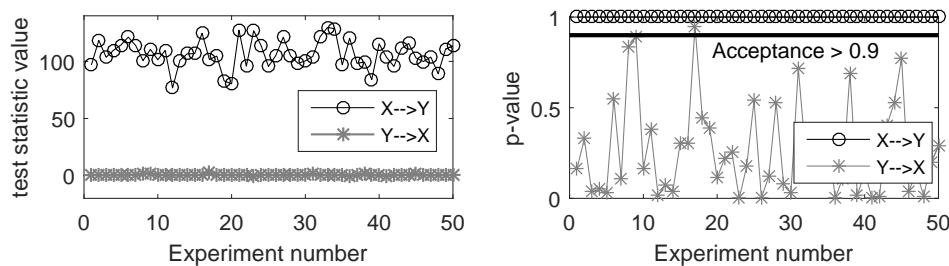 test statistic value
100
50
0
X-->Y
Y-->X
0
10
20
30
40
50
Experiment number
p-value
1
0.5
0
Acceptance > 0.9
X-->Y
Y-->X
0
10
20
30
40
50
Experiment number